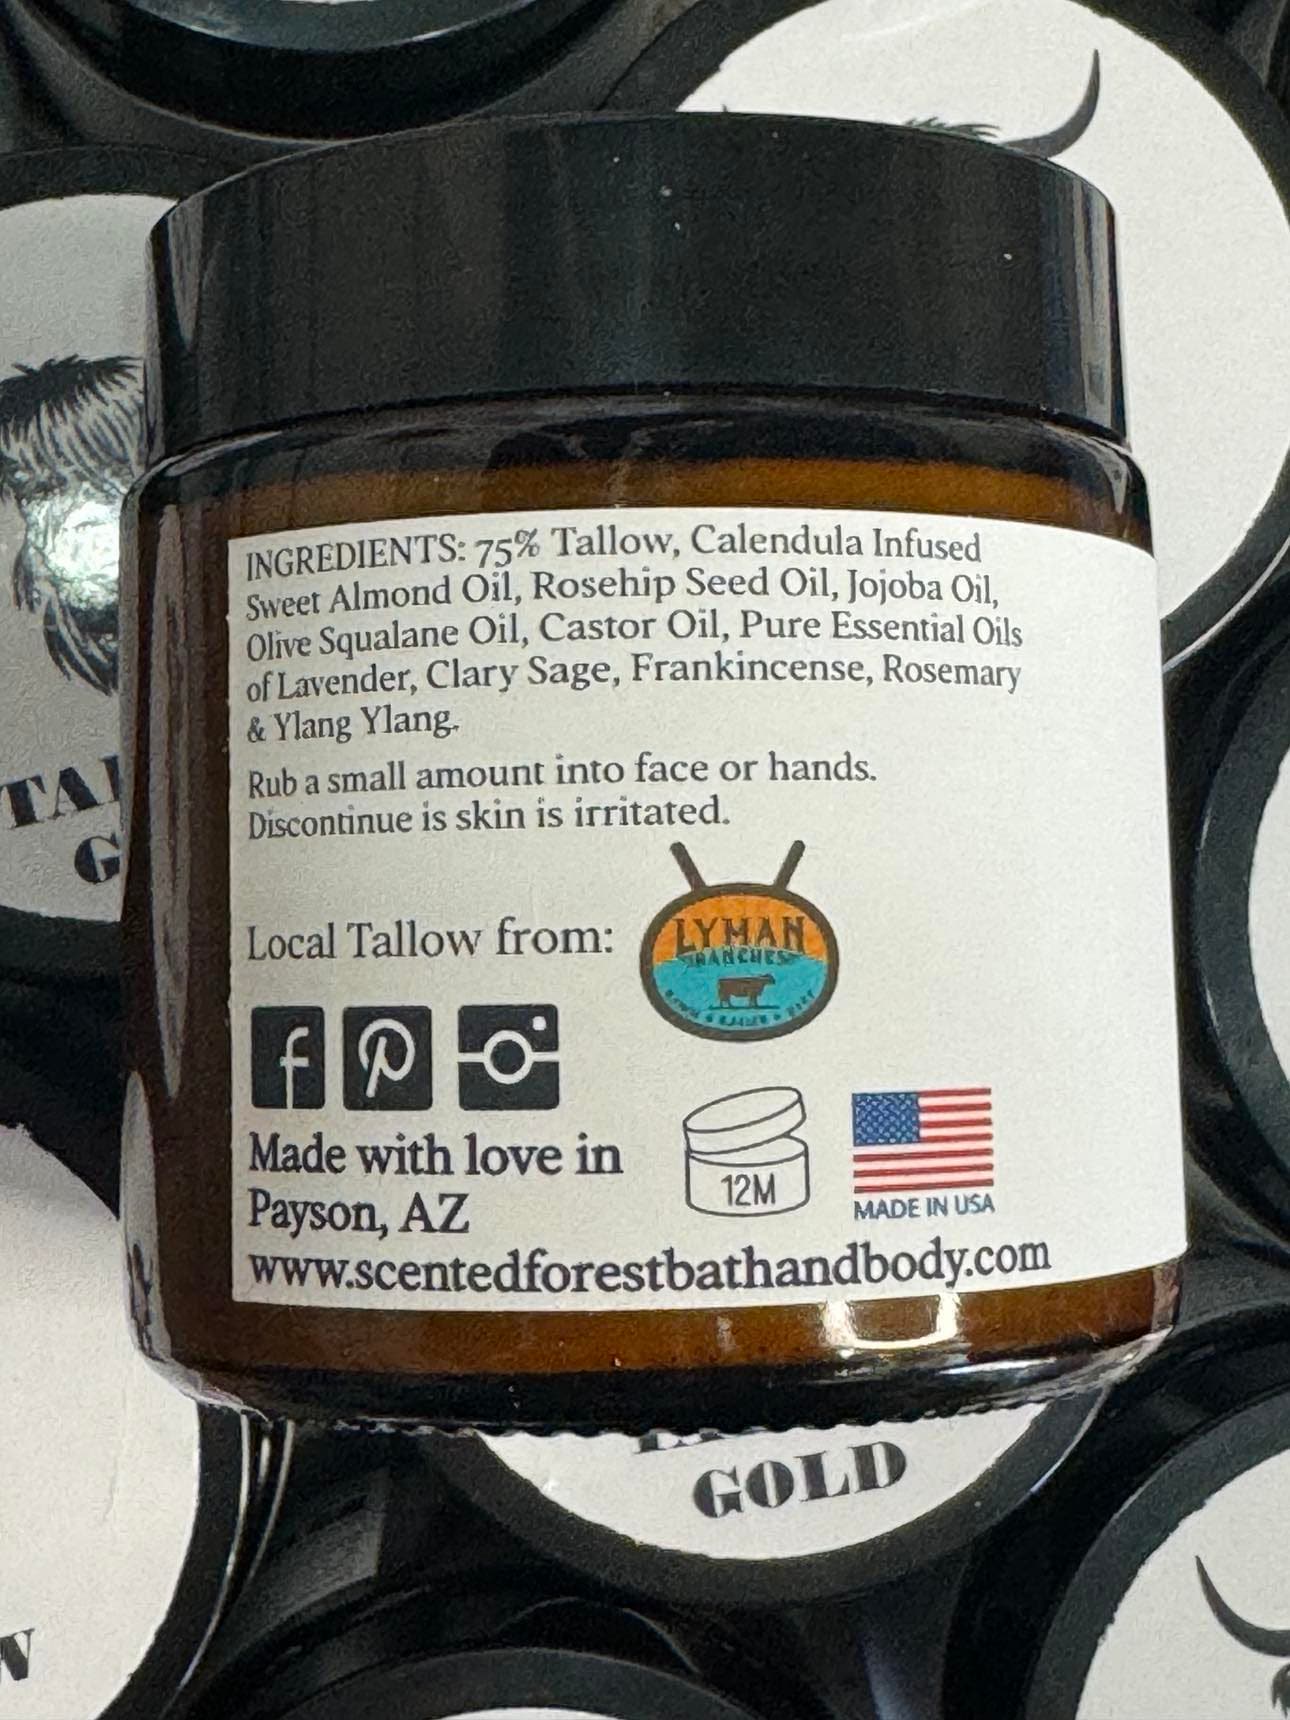 INGREDIENTS: 75% Tallow, Calendula Infused
Sweet Almond Oil, Rosehip Seed Oil, Jojoba Oil,
Olive Squalane Oil, Castor Oil, Pure Essential Oils
of Lavender, Clary Sage, Frankincense, Rosemary
& Ylang Ylang.
Rub a small amount into face or hands.
Discontinue is skin is irritated.
Local Tallow from:
LYMAN
RANCHES
Made with love in
Payson, AZ
12M
MADE IN USA
www.scentedforestbathandbody.com
GOLD